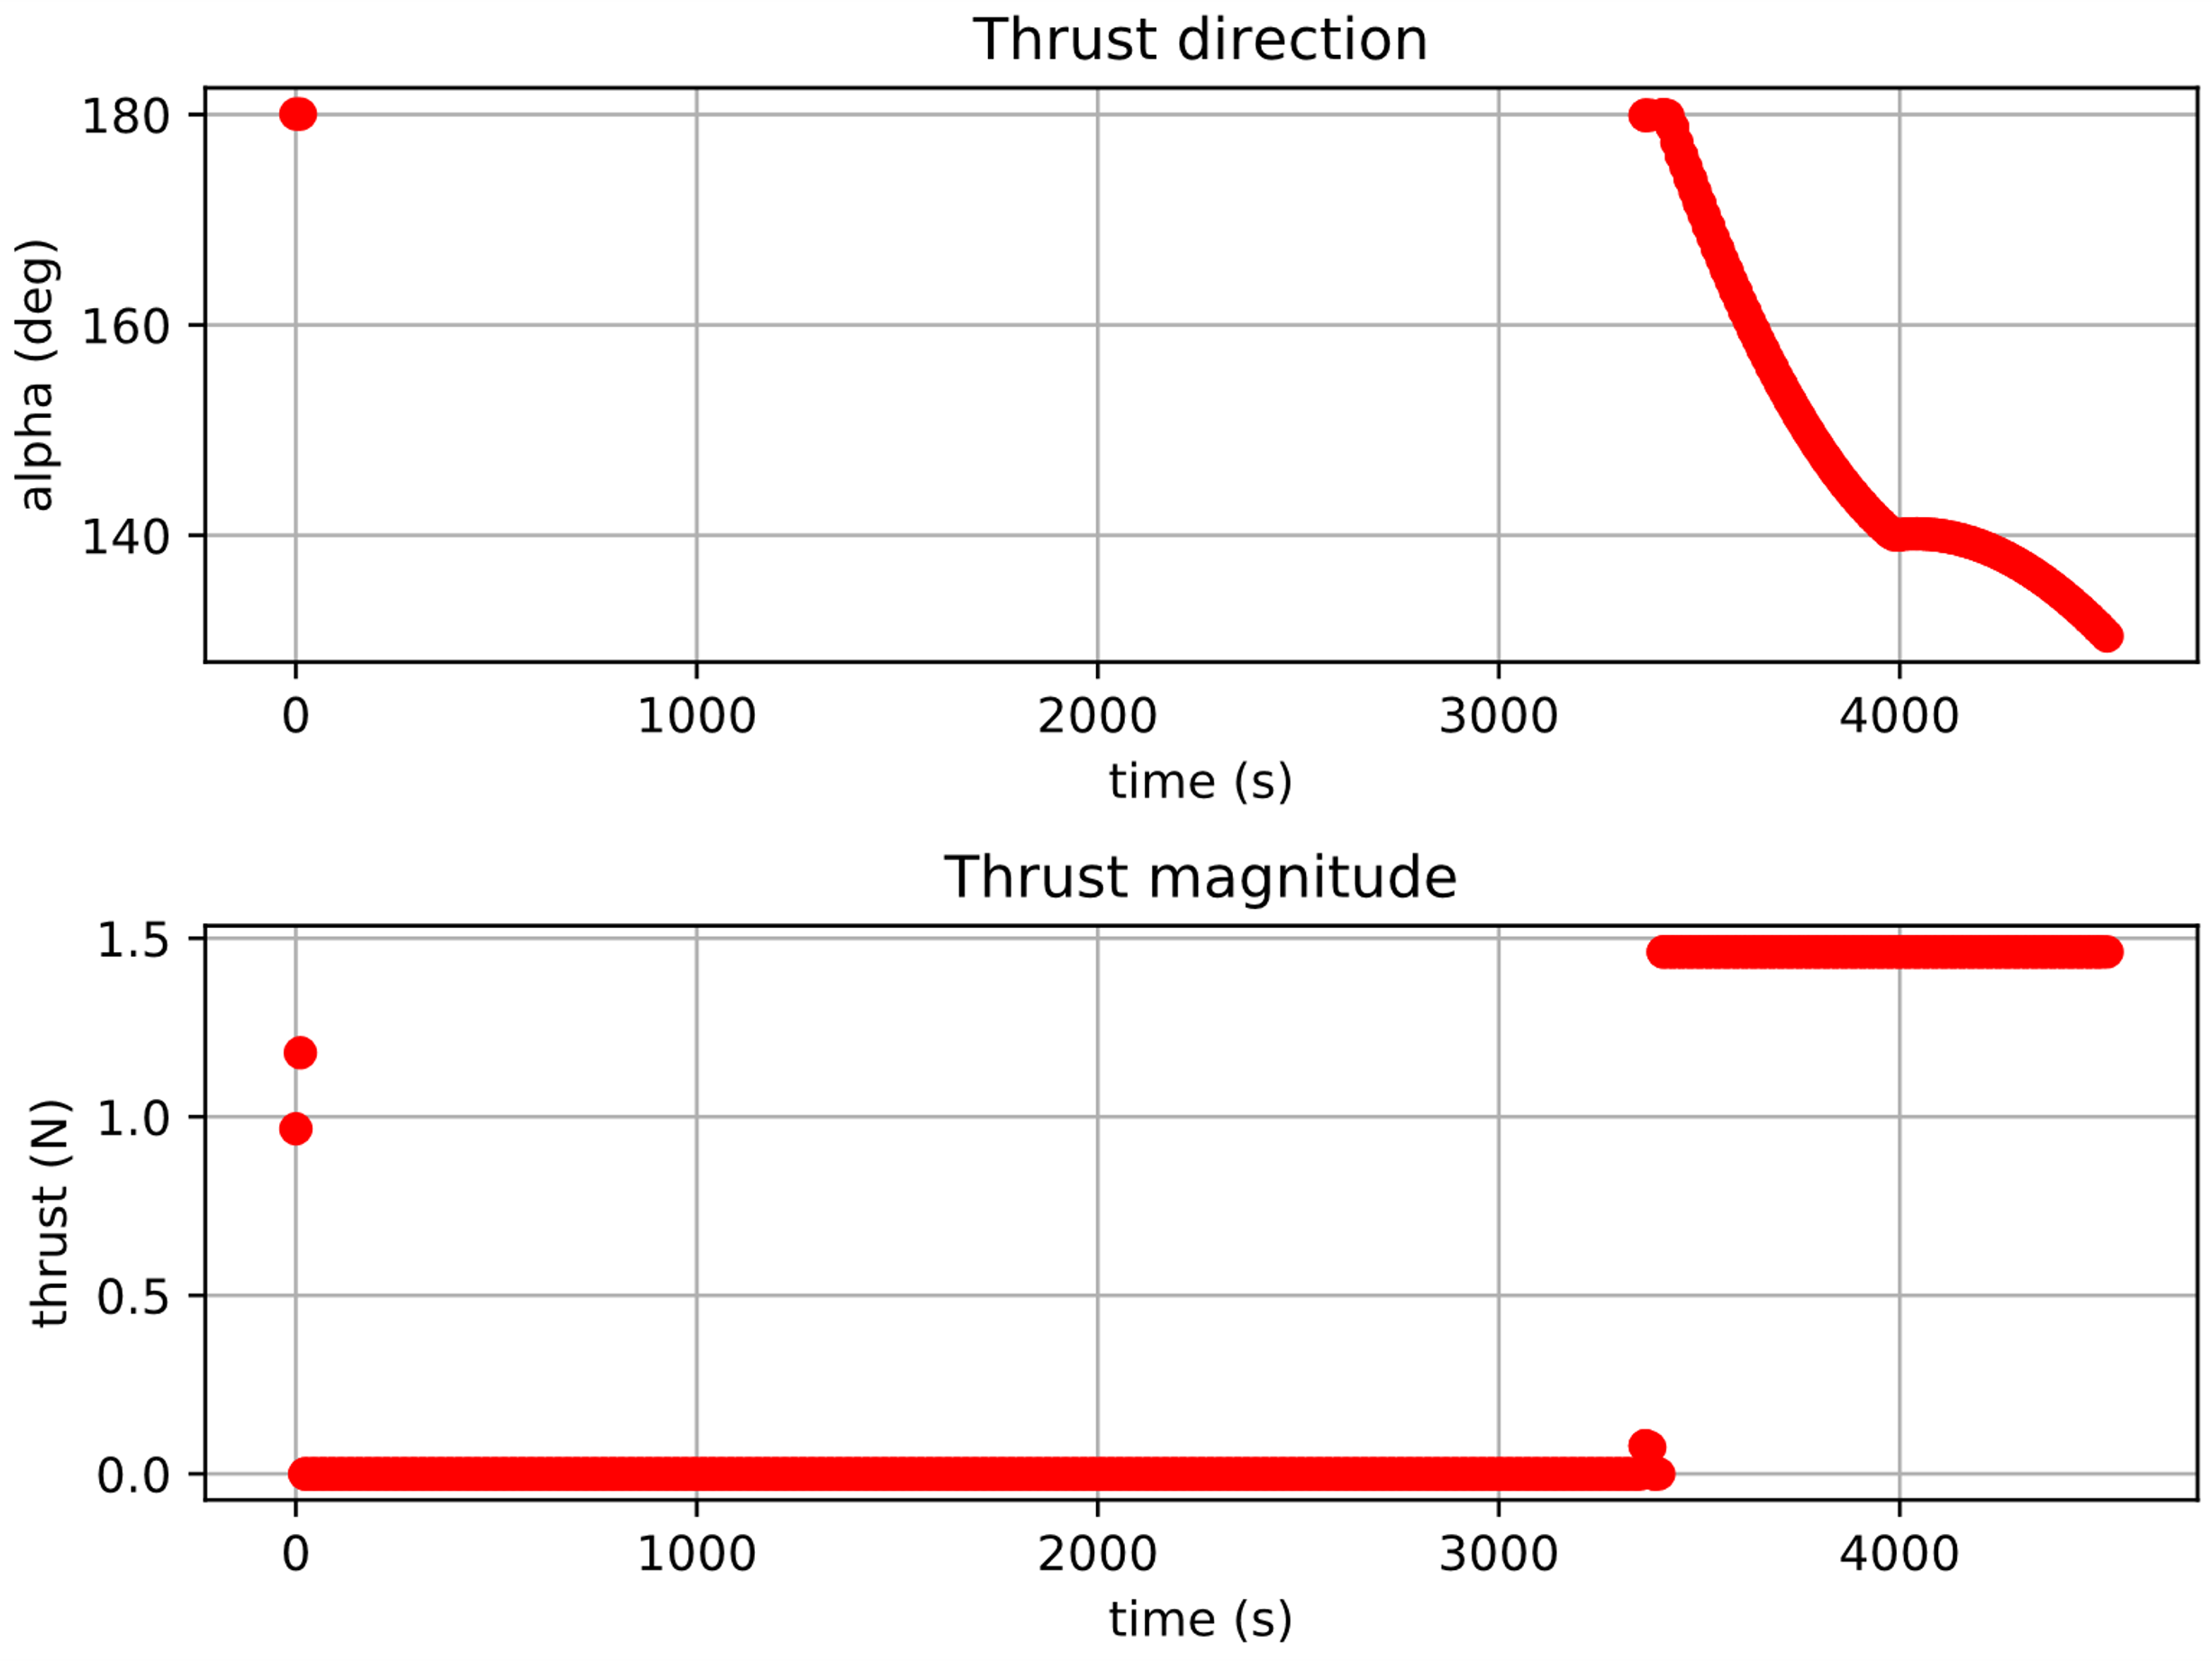 Thrust direction
180
160
140
alpha (deg)
0 1000 2000 3000 4000
time (s)
Thrust magnitude
1.5
1.0
0.5
0.0
thrust (N)
0 1000 2000 3000 4000
time (s)